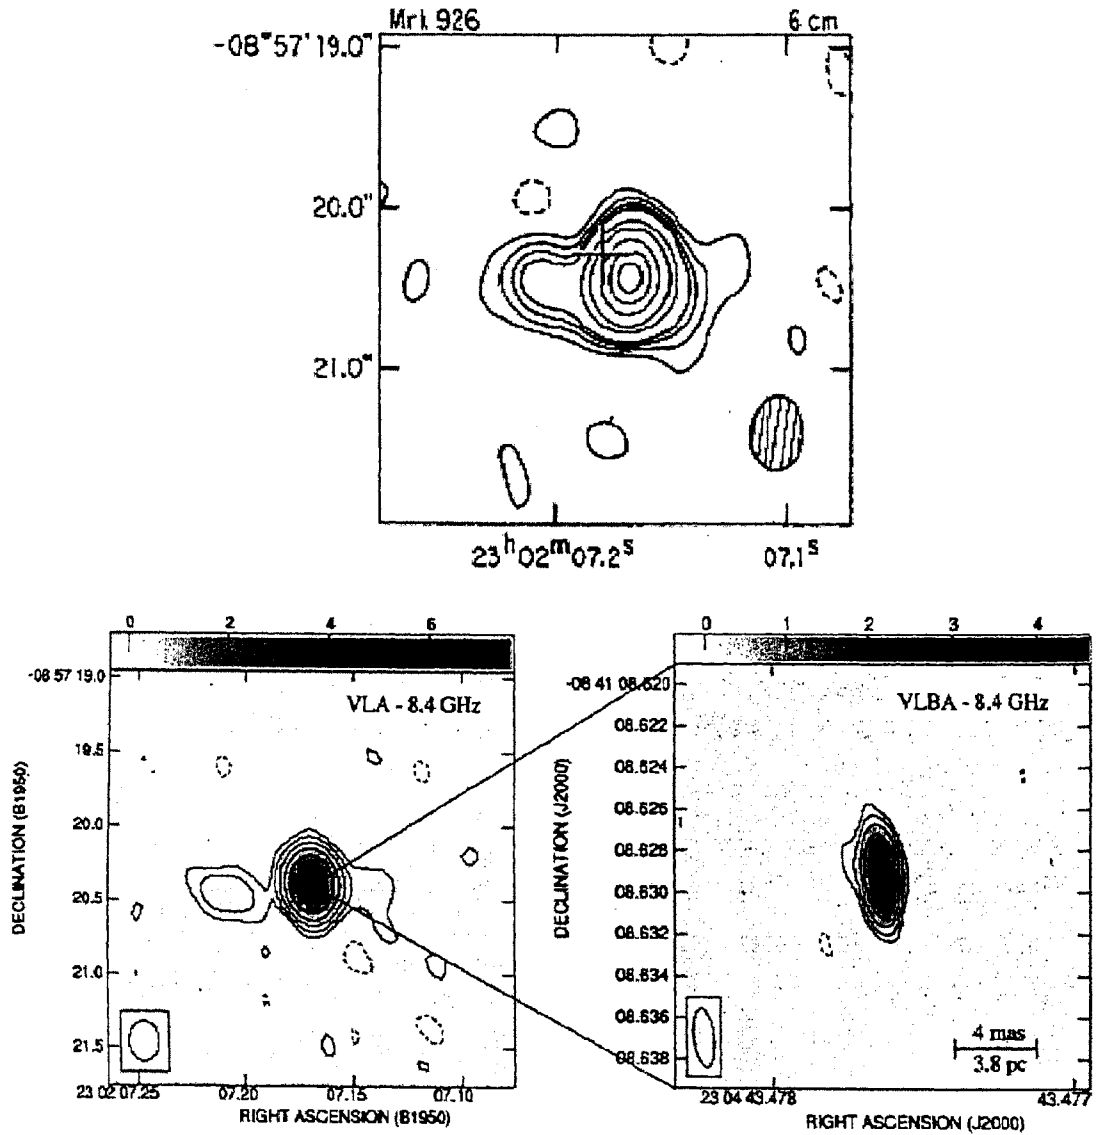 Mrk 926 6 cm
-08°57'19.0"
20.0"
21.0"
23h02m07.2s 07.1s
0 2 4 6
-08 57 19.0
VLA - 8.4 GHz
19.5
20.0
20.5
21.0
21.5
DECLINATION (B1950)
23 02 07.25 07.20 07.15 07.10
RIGHT ASCENSION (B1950)
0 1 2 3 4
-08 41 08.620
VLBA - 8.4 GHz
08.622
08.624
08.626
08.628
08.630
08.632
08.634
08.636
08.638
DECLINATION (J2000)
4 mas
3.8 pc
23 04 43.478 43.477
RIGHT ASCENSION (J2000)